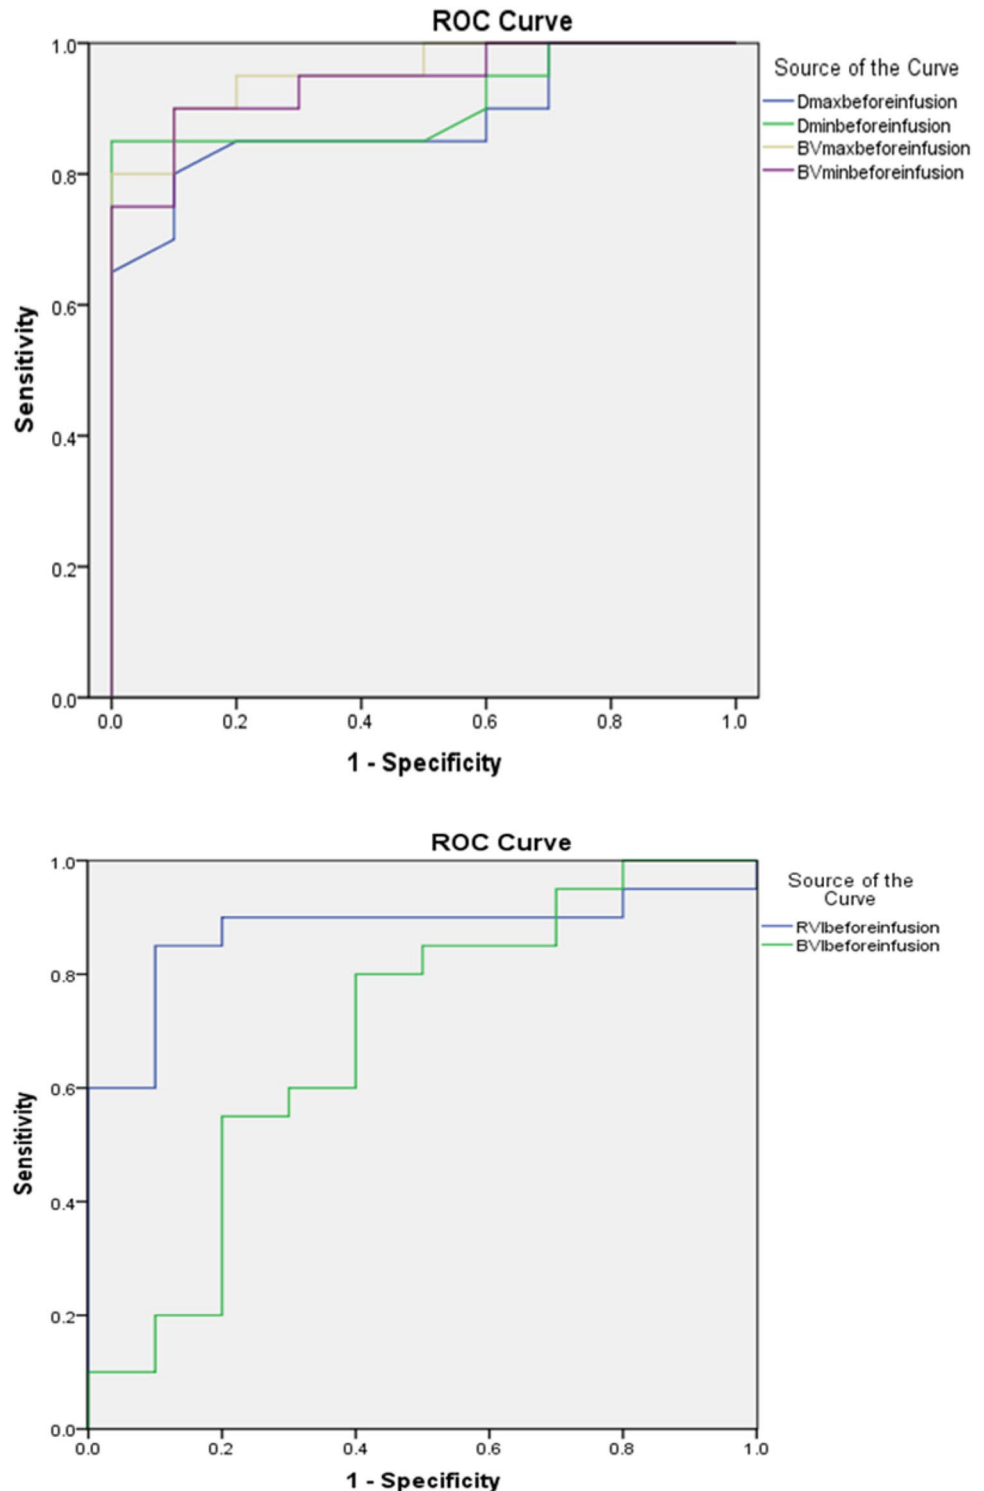 ROC Curve
Source of the Curve
Dmaxbeforeinfusion
Dminbeforeinfusion
BVmaxbeforeinfusion
BVminbeforeinfusion
1.0
0.8
0.6
0.4
0.2
0.0
Sensitivity
0.0 0.2 0.4 0.6 0.8 1.0
1 - Specificity
ROC Curve
Source of the
Curve
RVIbeforeinfusion
BVIbeforeinfusion
1.0
0.8
0.6
0.4
0.2
0.0
Sensitivity
0.0 0.2 0.4 0.6 0.8 1.0
1 - Specificity